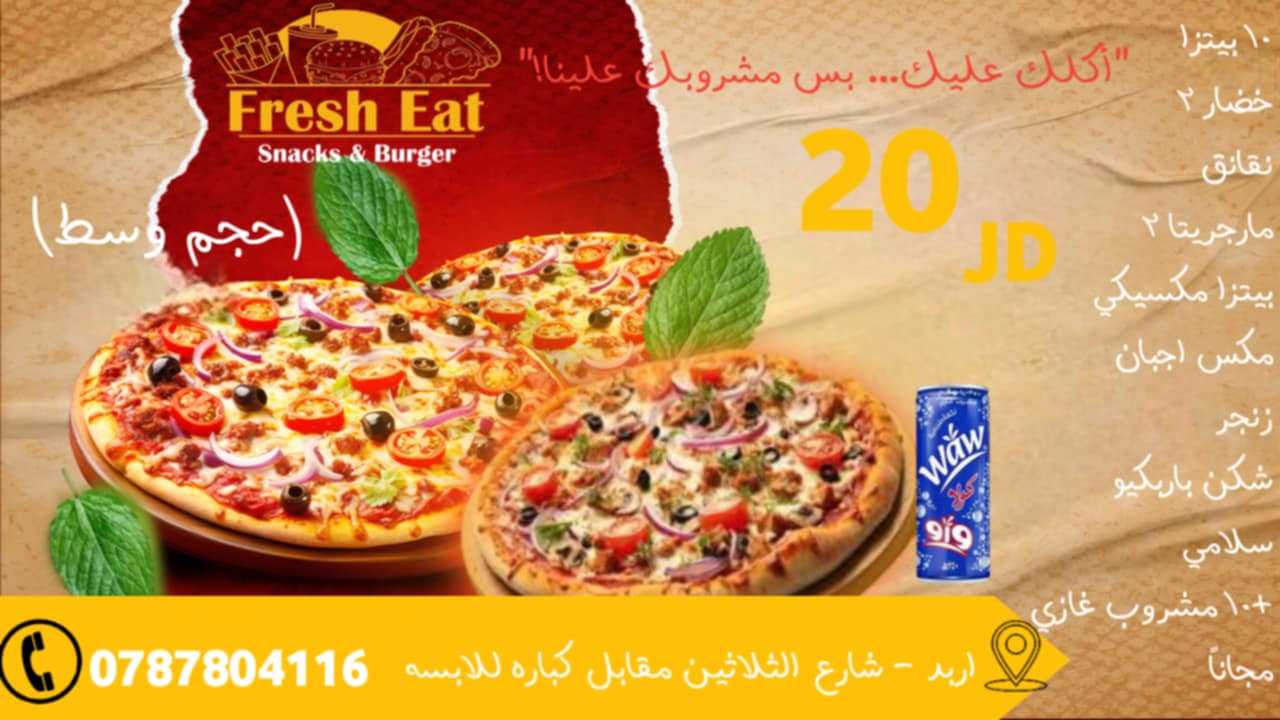 Fresh Eat
Snacks & Burger
"أكلك عليك... بس مشروبك علينا!"
20 JD
(حجم وسط)
١٠ بيتزا
خضار ٢
نقانق
مارجريتا ٢
بيتزا مكسيكي
مكس اجبان
زنجر
شكن باربكيو
سلامي
+١٠ مشروب غازي
مجاناً
waw
كولا
واو
0787804116
اربد - شارع الثلاثين مقابل كباره للالبسه